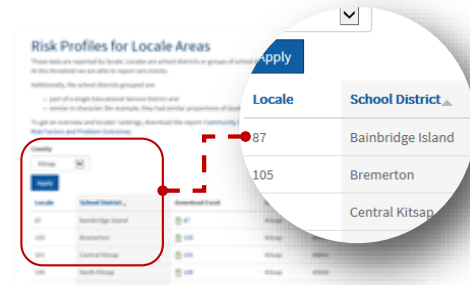 Risk Profiles for Locale Areas
These data are reported by locale. Locales are school districts or groups of school
At the threshold we are able to report rare events.
Additionally, the school districts grouped are:
part of a single Educational Service District and
similar in character (for example, they had similar proportions of
To get an overview and locales' rankings, download the report: Community
Risk Factors and Problem Outcomes.
County
Kitsap
Apply
Locale School District Download Excel
87 Bainbridge Island 87 Kitsap
105 Bremerton 105 Kitsap
Central Kitsap Kitsap
North Kitsap Kitsap
Apply
Locale School District
87 Bainbridge Island
105 Bremerton
Central Kitsap